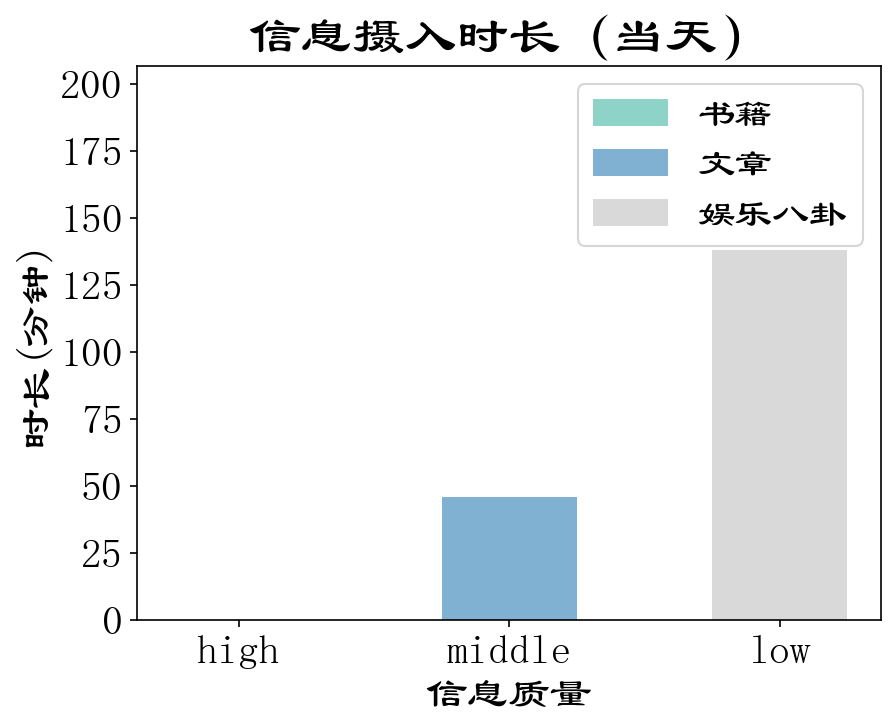 信息摄入时长（当天）
时长(分钟)
200
175
150
125
100
75
50
25
0
书籍
文章
娱乐八卦
high
middle
low
信息质量